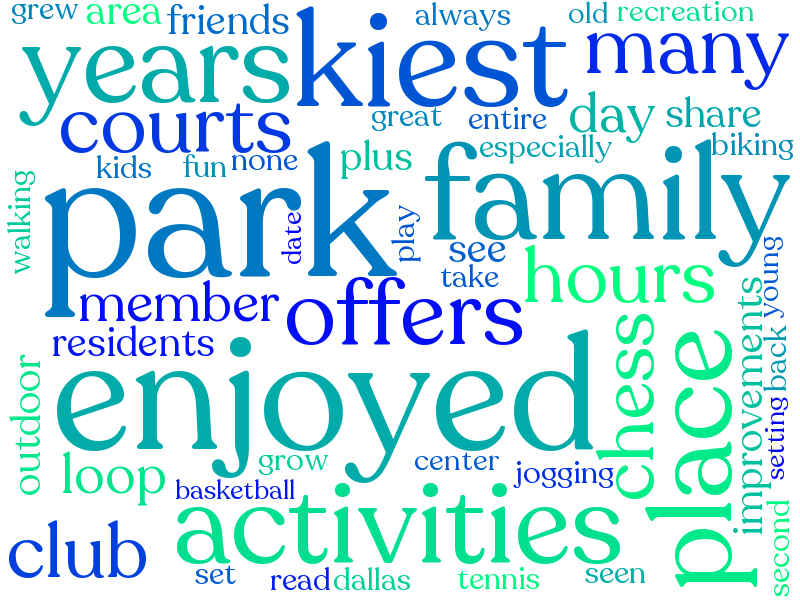 grew
area
friends
always
old
recreation
years
kiest
many
courts
great
entire
day
share
kids
fun
none
plus
especially
biking
walking
park
date
play
family
see
take
member
offers
hours
young
residents
enjoyed
chess
place
improvements
back
setting
outdoor
loop
grow
center
jogging
basketball
activities
club
second
set
read
dallas
tennis
seen